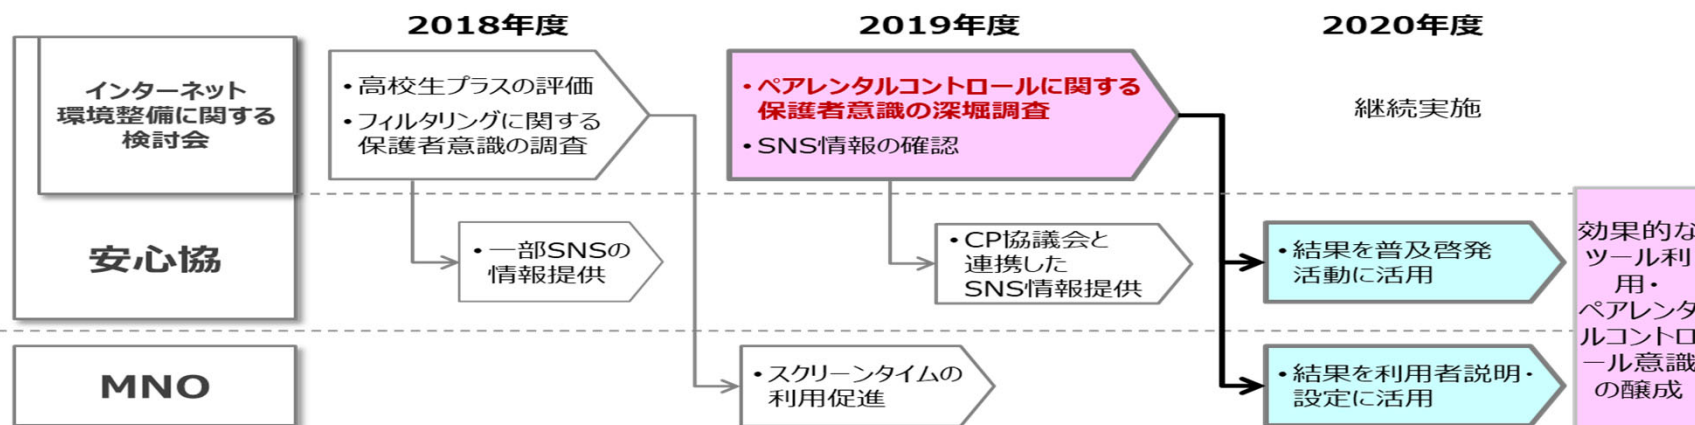 2018年度
2019年度
2020年度
インターネット
環境整備に関する
検討会
・高校生プラスの評価
・フィルタリングに関する
保護者意識の調査
・ペアレンタルコントロールに関する
保護者意識の深堀調査
・SNS情報の確認
継続実施
安心協
・一部SNSの
情報提供
・CP協議会と
連携した
SNS情報提供
・結果を普及啓発
活動に活用
効果的な
ツール利
用・
ペアレンタ
ルコントロ
ール意識
の醸成
MNO
・スクリーンタイムの
利用促進
・結果を利用者説明・
設定に活用